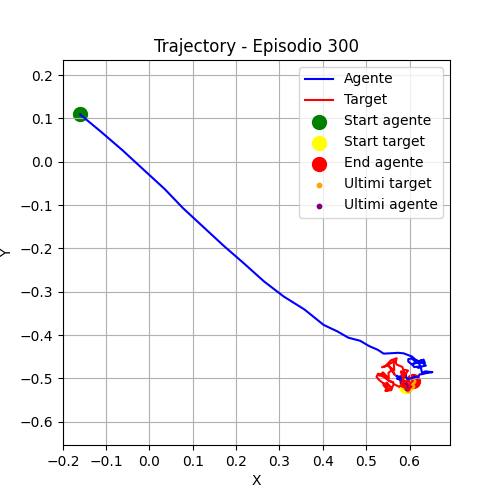 Trajectory - Episodio 300
Agente
Target
Start agente
Start target
End agente
Ultimi target
Ultimi agente
0.2
0.1
0.0
−0.1
−0.2
−0.3
−0.4
−0.5
−0.6
Y
−0.2 −0.1 0.0 0.1 0.2 0.3 0.4 0.5 0.6
X